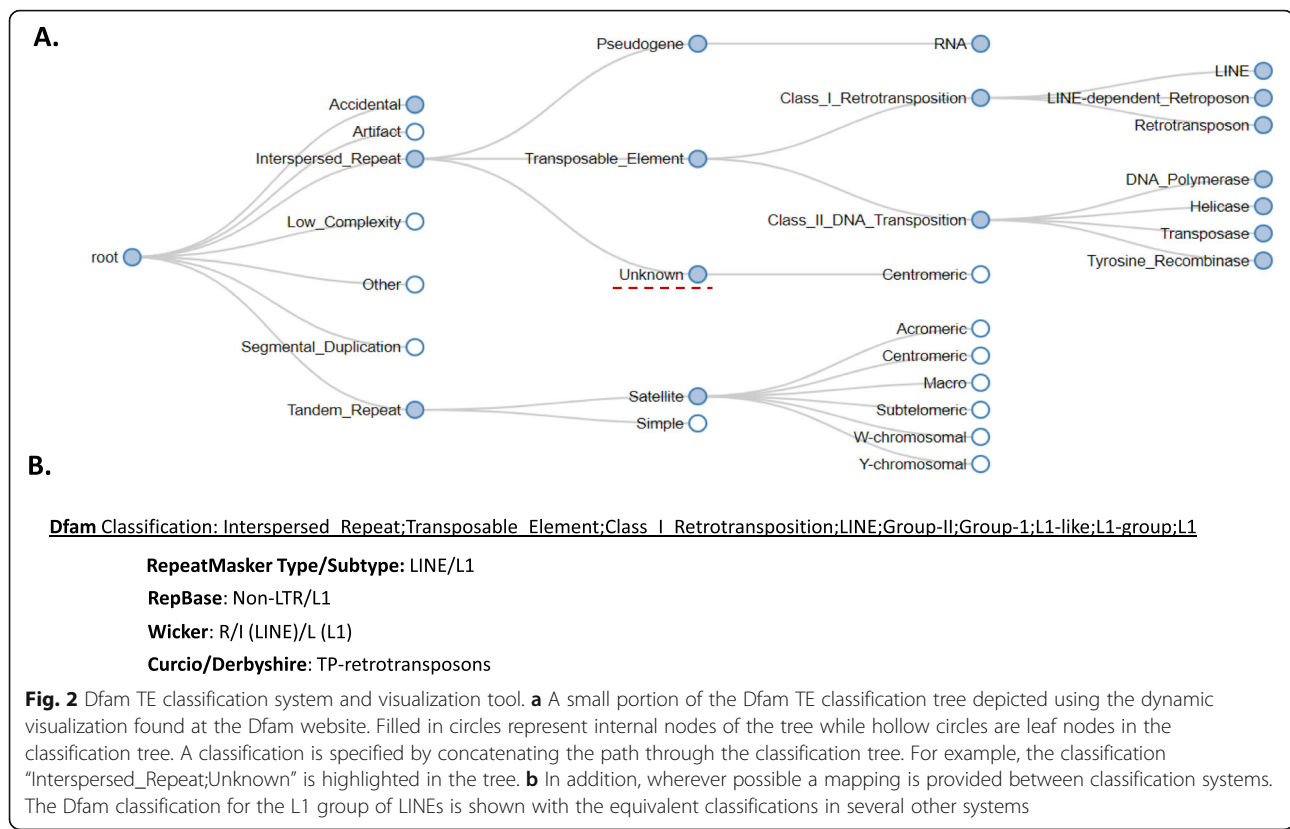 A.
Pseudogene
RNA
LINE
Accidental
Class_I_Retrotransposition
LINE-dependent_Retroposon
Artifact
Retrotransposon
Interspersed_Repeat
Transposable_Element
DNA_Polymerase
Helicase
Low_Complexity
Class_II_DNA_Transposition
Transposase
root
Tyrosine_Recombinase
Unknown
Centromeric
Other
Acromeric
Segmental_Duplication
Centromeric
Macro
Satellite
Tandem_Repeat
Subtelomeric
Simple
W-chromosomal
Y-chromosomal
B.
Dfam Classification: Interspersed_Repeat;Transposable_Element;Class_I_Retrotransposition;LINE;Group-II;Group-1;L1-like;L1-group;L1
RepeatMasker Type/Subtype: LINE/L1
RepBase: Non-LTR/L1
Wicker: R/I (LINE)/L (L1)
Curcio/Derbyshire: TP-retrotransposons
Fig. 2 Dfam TE classification system and visualization tool. a A small portion of the Dfam TE classification tree depicted using the dynamic
visualization found at the Dfam website. Filled in circles represent internal nodes of the tree while hollow circles are leaf nodes in the
classification tree. A classification is specified by concatenating the path through the classification tree. For example, the classification
“Interspersed_Repeat;Unknown” is highlighted in the tree. b In addition, wherever possible a mapping is provided between classification systems.
The Dfam classification for the L1 group of LINEs is shown with the equivalent classifications in several other systems